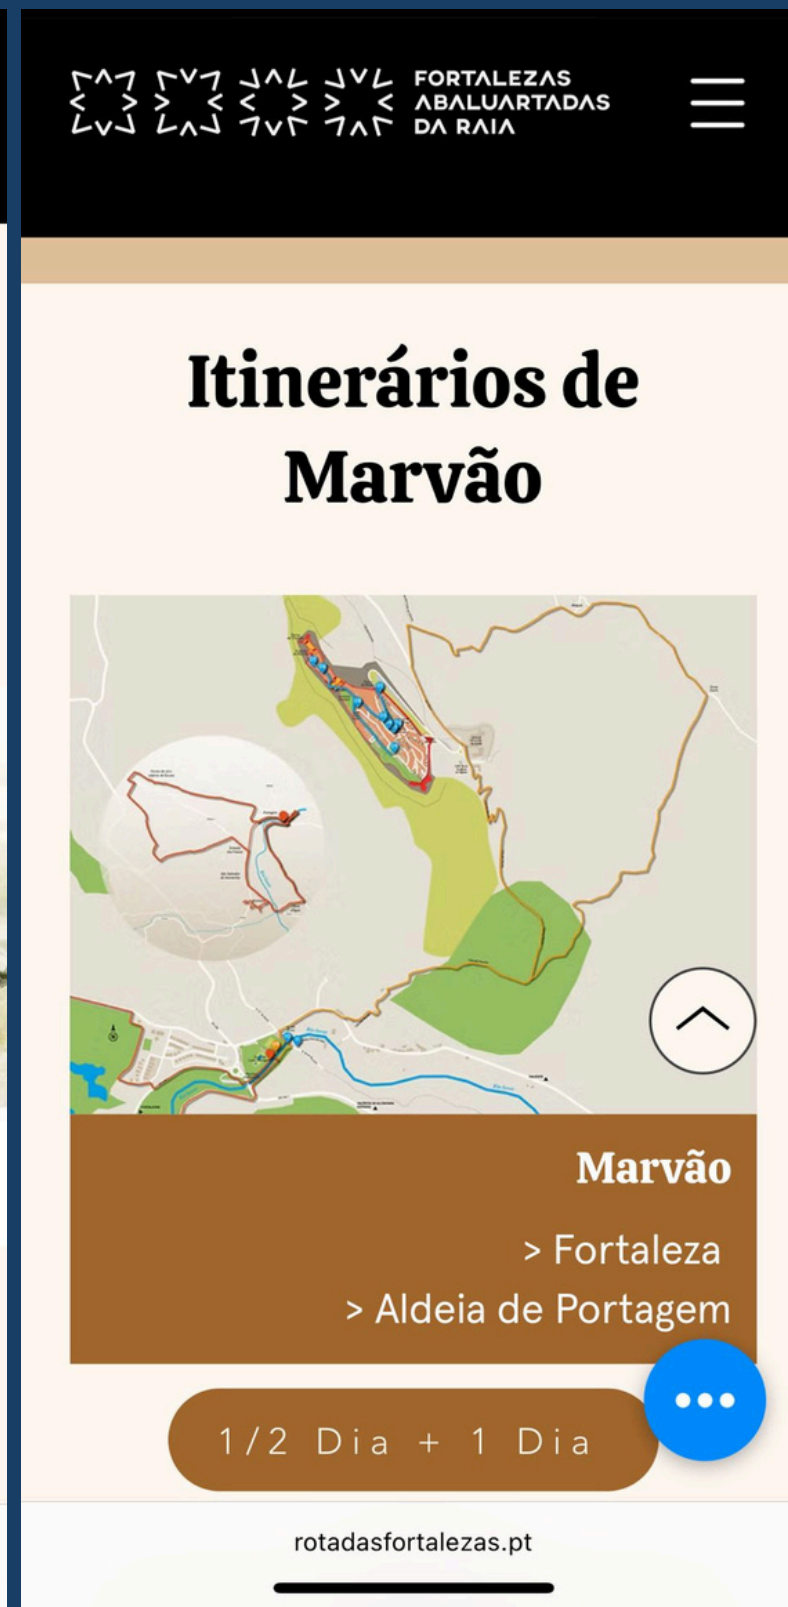 FORTALEZAS
ABALUARTADAS
DA RAIA
Itinerários de
Marvão
Marvão
> Fortaleza
> Aldeia de Portagem
1/2 Dia + 1 Dia
rotadasfortalezas.pt